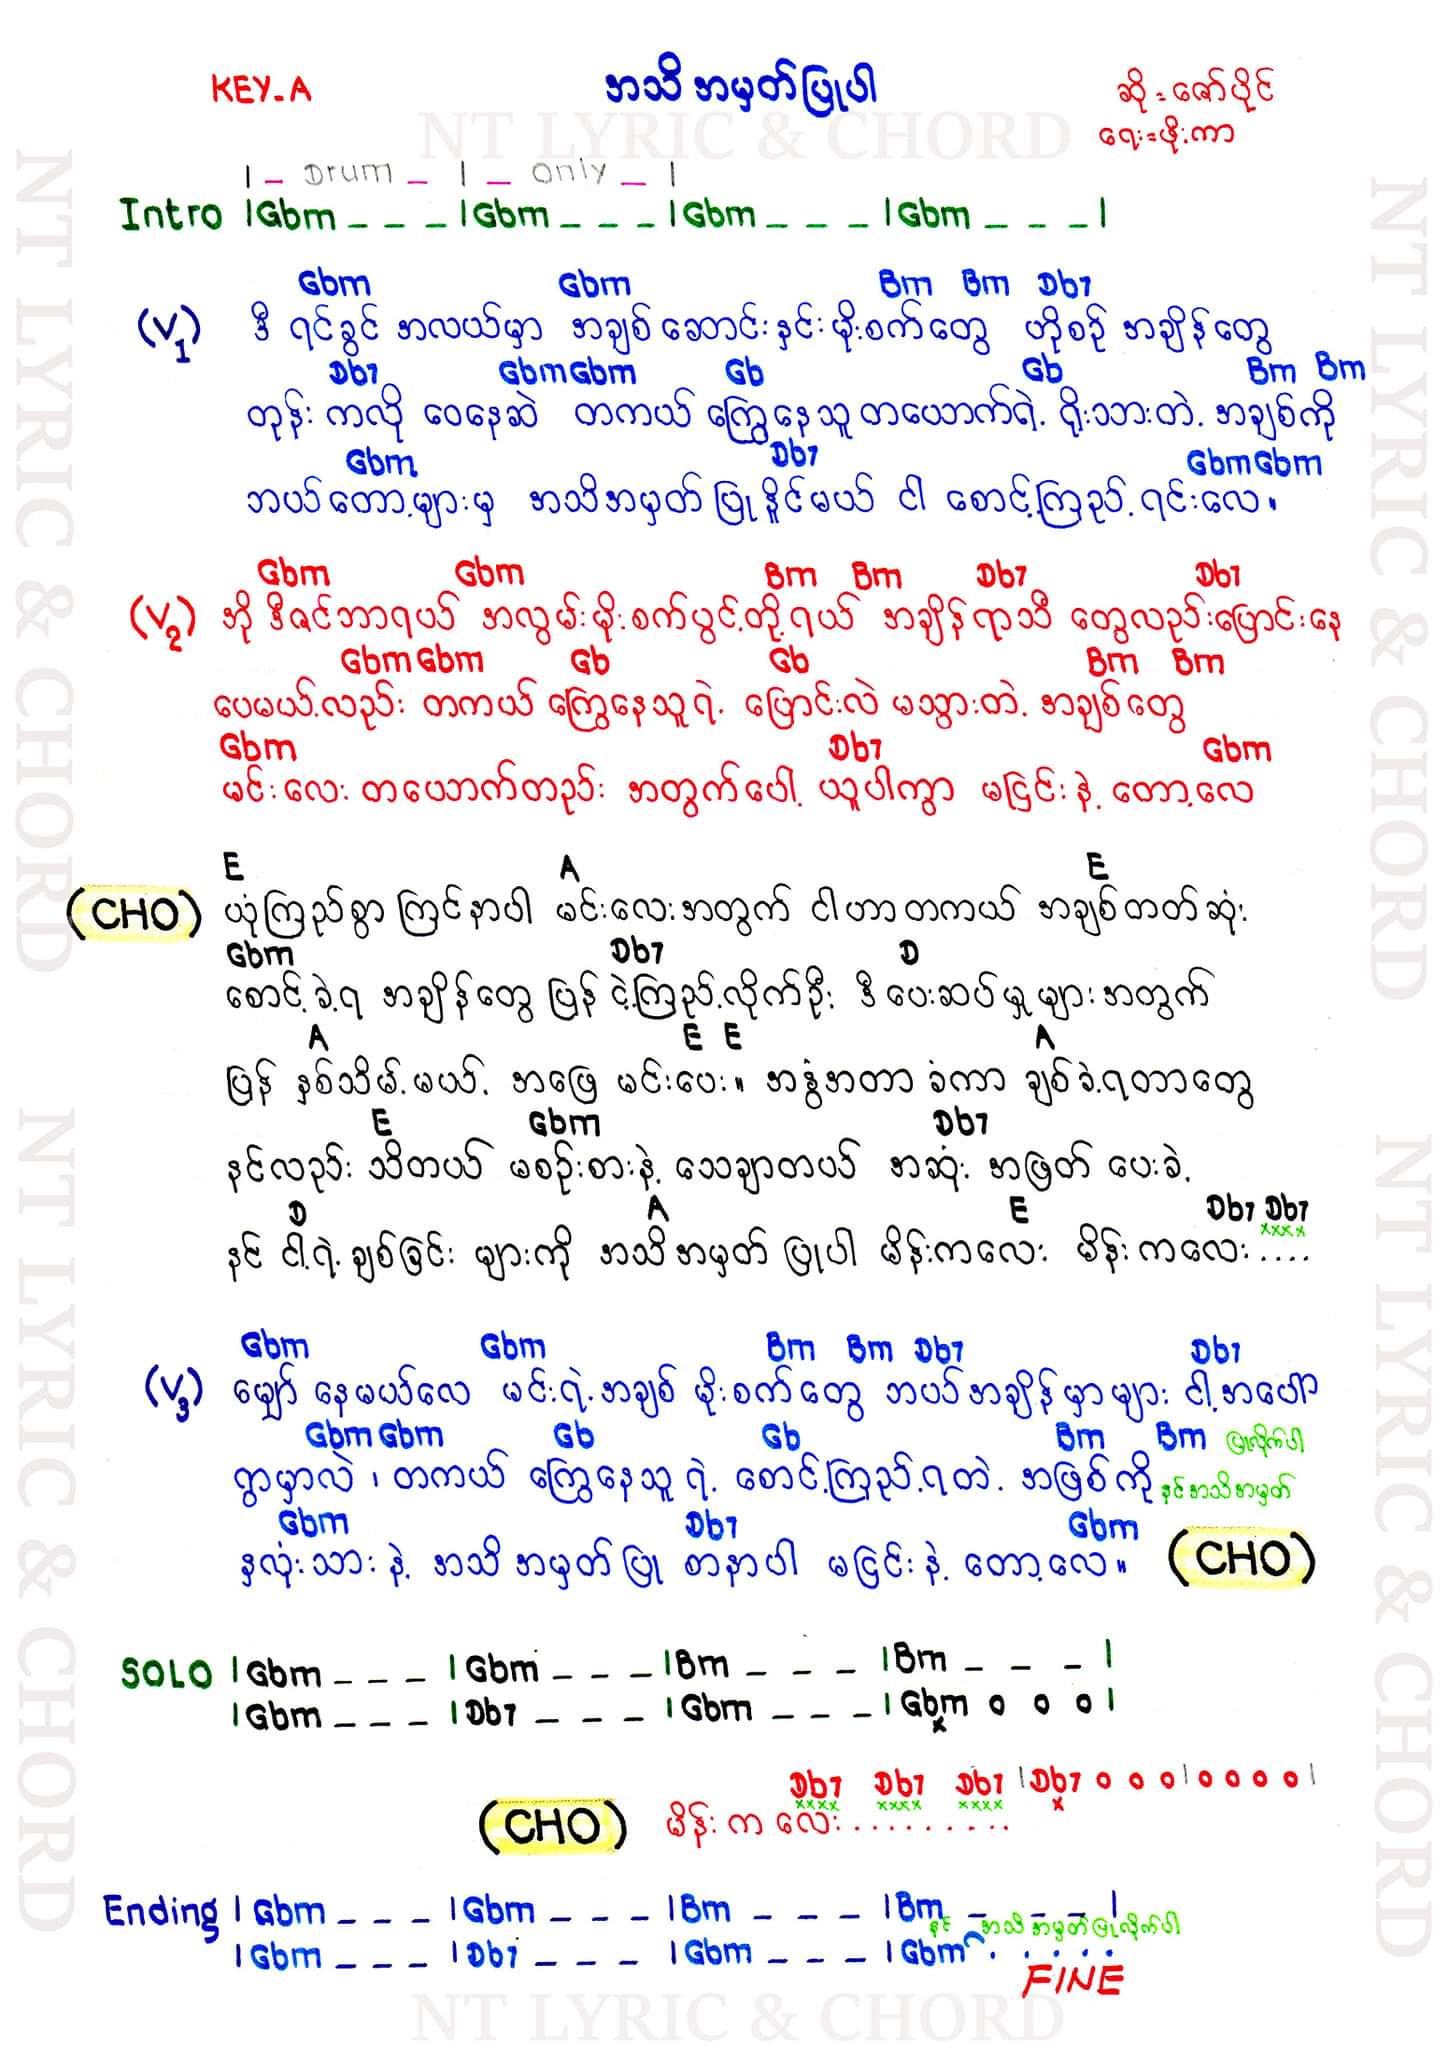 KEY-A
အသိအမှတ်ပြုပါ
ဆို = ဇော်ပိုင်
ရေး = ဖိုးကာ
NT LYRIC & CHORD
| - Drum - | - Only - |
Intro |Gbm _ _ _ |Gbm _ _ _ |Gbm _ _ _ |Gbm _ _ _ |
Gbm Gbm Bm Bm Db7
(V1) ဒီ ရင်ခွင် အလယ်မှာ အချစ် ဆောင်းနှင်းမိုးစက်တွေ ဟိုစဉ် အချိန်တွေ
Db7 Gbm Gbm Gb Gb Bm Bm
တုန်း ကလို ဝေနေဆဲ တကယ် ကြွေနေသူတယောက်ရဲ့ ရိုးသားတဲ့ အချစ်ကို
Gbm Db7 Gbm Gbm
ဘယ်တော့များမှ အသိအမှတ် ပြုနိုင်မယ် ငါ စောင့်ကြည့်ရင်းလေ။
Gbm Gbm Bm Bm Db7 Db7
(V2) အို ဒီဇင်ဘာရယ် အလွမ်းမိုးစက်ပွင့်တို့ရယ် အချိန်ရာသီ တွေလည်းပြောင်းနေ
Gbm Gbm Gb Gb Bm Bm
ပေမယ့်လည်း တကယ် ကြွေနေသူရဲ့ ပြောင်းလဲ မသွားတဲ့ အချစ်တွေ
Gbm Db7 Gbm
မင်းလေး တယောက်တည်း အတွက်ပေါ့ ယူပါကွာ မငြင်းနဲ့ တော့လေ
E A E
(CHO) ယုံကြည်စွာ ကြင်နာပါ မင်းလေးအတွက် ငါဟာတကယ် အချစ်တတ်ဆုံး
Gbm Db7 D
စောင့်ခဲ့ရ အချိန်တွေ ပြန် ငဲ့ကြည့်လိုက်ဦး ဒီပေးဆပ်မှုများအတွက်
A E E A
ပြန် နှစ်သိမ့်မယ့် အဖြေ မင်းပေး။ အနွံအတာ ခံကာ ချစ်ခဲ့ရတာတွေ
E Gbm Db7
နင်လည်း သိတယ် မစဉ်းစားနဲ့ သေချာတယ် အဆုံး အဖြတ် ပေးခဲ့
D A E Db7 Db7
xxxx
နင် ငါ့ရဲ့ ချစ်ခြင်း များကို အသိအမှတ် ပြုပါ မိန်းကလေး မိန်းကလေး ....
Gbm Gbm Bm Bm Db7 Db7
(V3) မျှော် နေမယ်လေ မင်းရဲ့အချစ် မိုးစက်တွေ ဘယ်အချိန်မှာများ ငါ့အပေါ်
Gbm Gbm Gb Gb Bm Bm ပြုလိုက်ပါ
ရွာမှာလဲ ၊ တကယ် ကြွေနေသူ ရဲ့ စောင့်ကြည့်ရတဲ့ အဖြစ်ကို နင်အသိအမှတ်
Gbm Db7 Gbm
နှလုံးသားနဲ့ အသိအမှတ်ပြု စာနာပါ မငြင်းနဲ့ တော့လေ။ (CHO)
SOLO |Gbm _ _ _ |Gbm _ _ _ |Bm _ _ _ |Bm _ _ _ |
|Gbm _ _ _ |Db7 _ _ _ |Gbm _ _ _ |Gbm o o o|
x
Db7 Db7 Db7 |Db7 o o o|o o o o|
xxxx xxxx xxxx x
(CHO) မိန်းကလေး..........
Ending |Gbm _ _ _ |Gbm _ _ _ |Bm _ _ _ |Bm _ _ _ |
နင် အသိအမှတ်ပြုလိုက်ပါ
|Gbm _ _ _ |Db7 _ _ _ |Gbm _ _ _ |Gbm . . . . .
FINE
NT LYRIC & CHORD
NT LYRIC & CHORD
NT LYRIC & CHORD
NT LYRIC & CHORD
NT LYRIC & CHORD